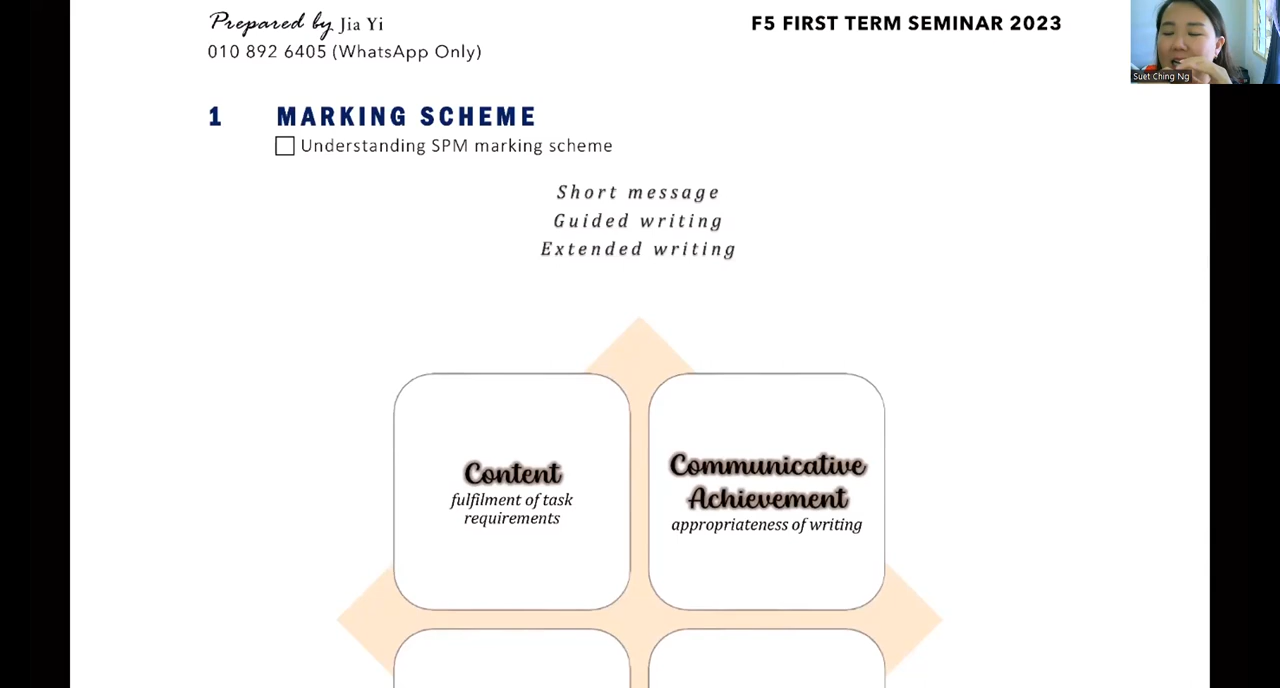 Prepared by Jia Yi
F5 FIRST TERM SEMINAR 2023
010 892 6405 (WhatsApp Only)
Suet Ching Ng
1 MARKING SCHEME
Understanding SPM marking scheme
Short message
Guided writing
Extended writing
Content
fulfilment of task
requirements
Communicative
Achievement
appropriateness of writing